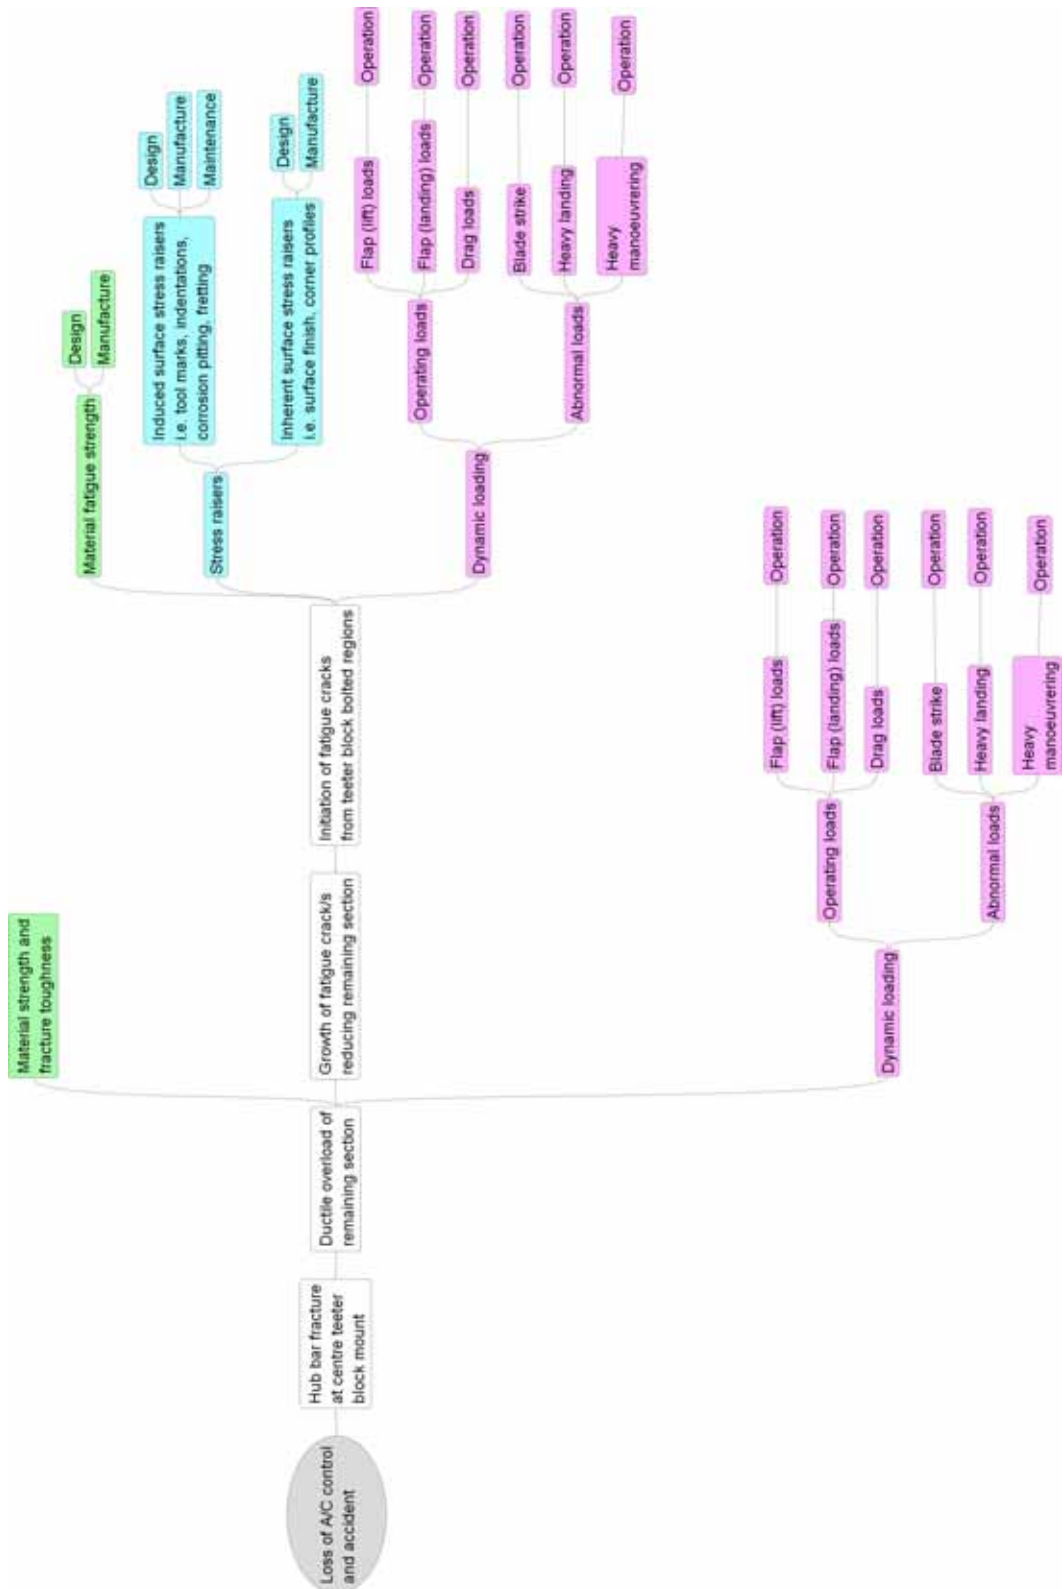 Loss of A/C control
and accident
Hub bar fracture
at centre teeter
block mount
Ductile overload of
remaining section
Material strength and
fracture toughness
Growth of fatigue crack/s
reducing remaining section
Initiation of fatigue cracks
from teeter block bolted regions
Material fatigue strength
Design
Manufacture
Stress raisers
Induced surface stress raisers
i.e. tool marks, indentations,
corrosion pitting, fretting
Design
Manufacture
Maintenance
Inherent surface stress raisers
i.e. surface finish, corner profiles
Design
Manufacture
Dynamic loading
Operating loads
Flap (lift) loads
Operation
Flap (landing) loads
Operation
Drag loads
Operation
Abnormal loads
Blade strike
Operation
Heavy landing
Operation
Heavy
manoeuvrering
Operation
Dynamic loading
Operating loads
Flap (lift) loads
Operation
Flap (landing) loads
Operation
Drag loads
Operation
Abnormal loads
Blade strike
Operation
Heavy landing
Operation
Heavy
manoeuvrering
Operation